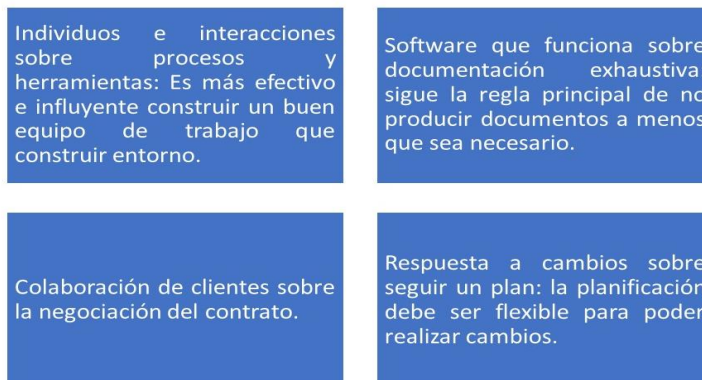 Individuos e interacciones
sobre procesos y
herramientas: Es más efectivo
e influyente construir un buen
equipo de trabajo que
construir entorno.
Software que funciona sobre
documentación exhaustiva
sigue la regla principal de no
producir documentos a menos
que sea necesario.
Colaboración de clientes sobre
la negociación del contrato.
Respuesta a cambios sobre
seguir un plan: la planificación
debe ser flexible para poder
realizar cambios.